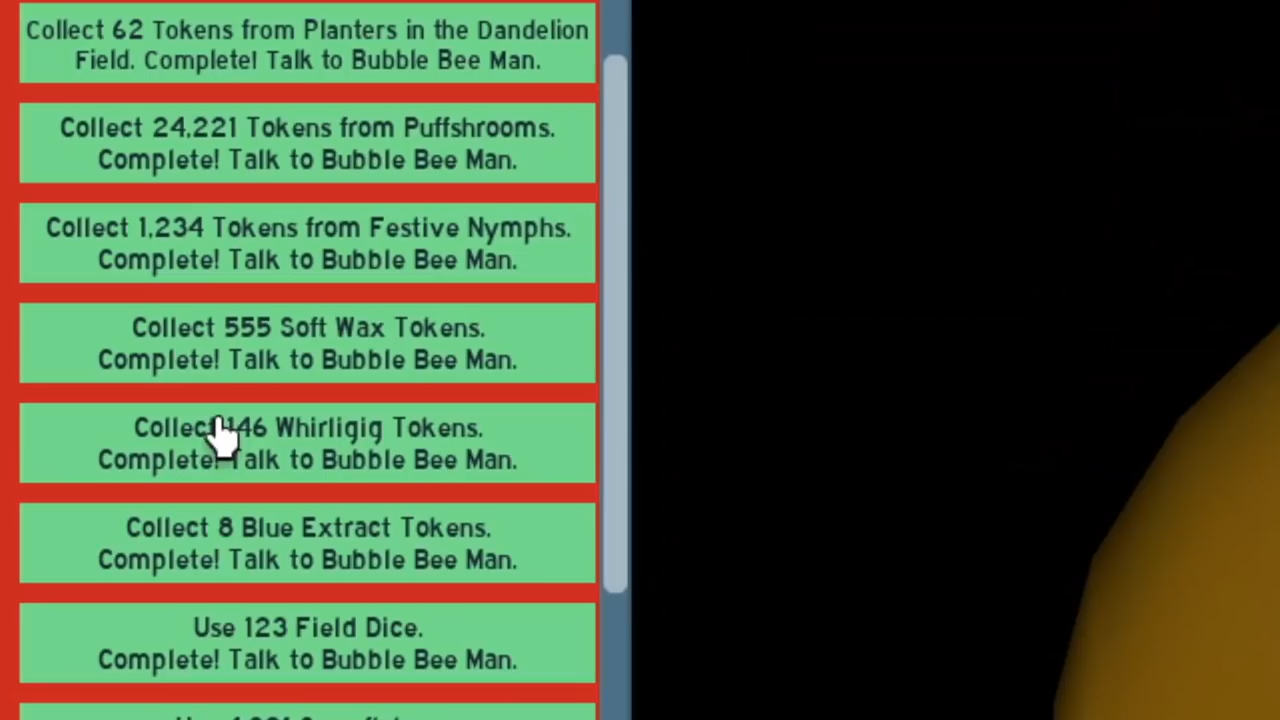 Collect 62 Tokens from Planters in the Dandelion
Field. Complete! Talk to Bubble Bee Man.
Collect 24,221 Tokens from Puffshrooms.
Complete! Talk to Bubble Bee Man.
Collect 1,234 Tokens from Festive Nymphs.
Complete! Talk to Bubble Bee Man.
Collect 555 Soft Wax Tokens.
Complete! Talk to Bubble Bee Man.
Collect 146 Whirligig Tokens.
Complete! Talk to Bubble Bee Man.
Collect 8 Blue Extract Tokens.
Complete! Talk to Bubble Bee Man.
Use 123 Field Dice.
Complete! Talk to Bubble Bee Man.